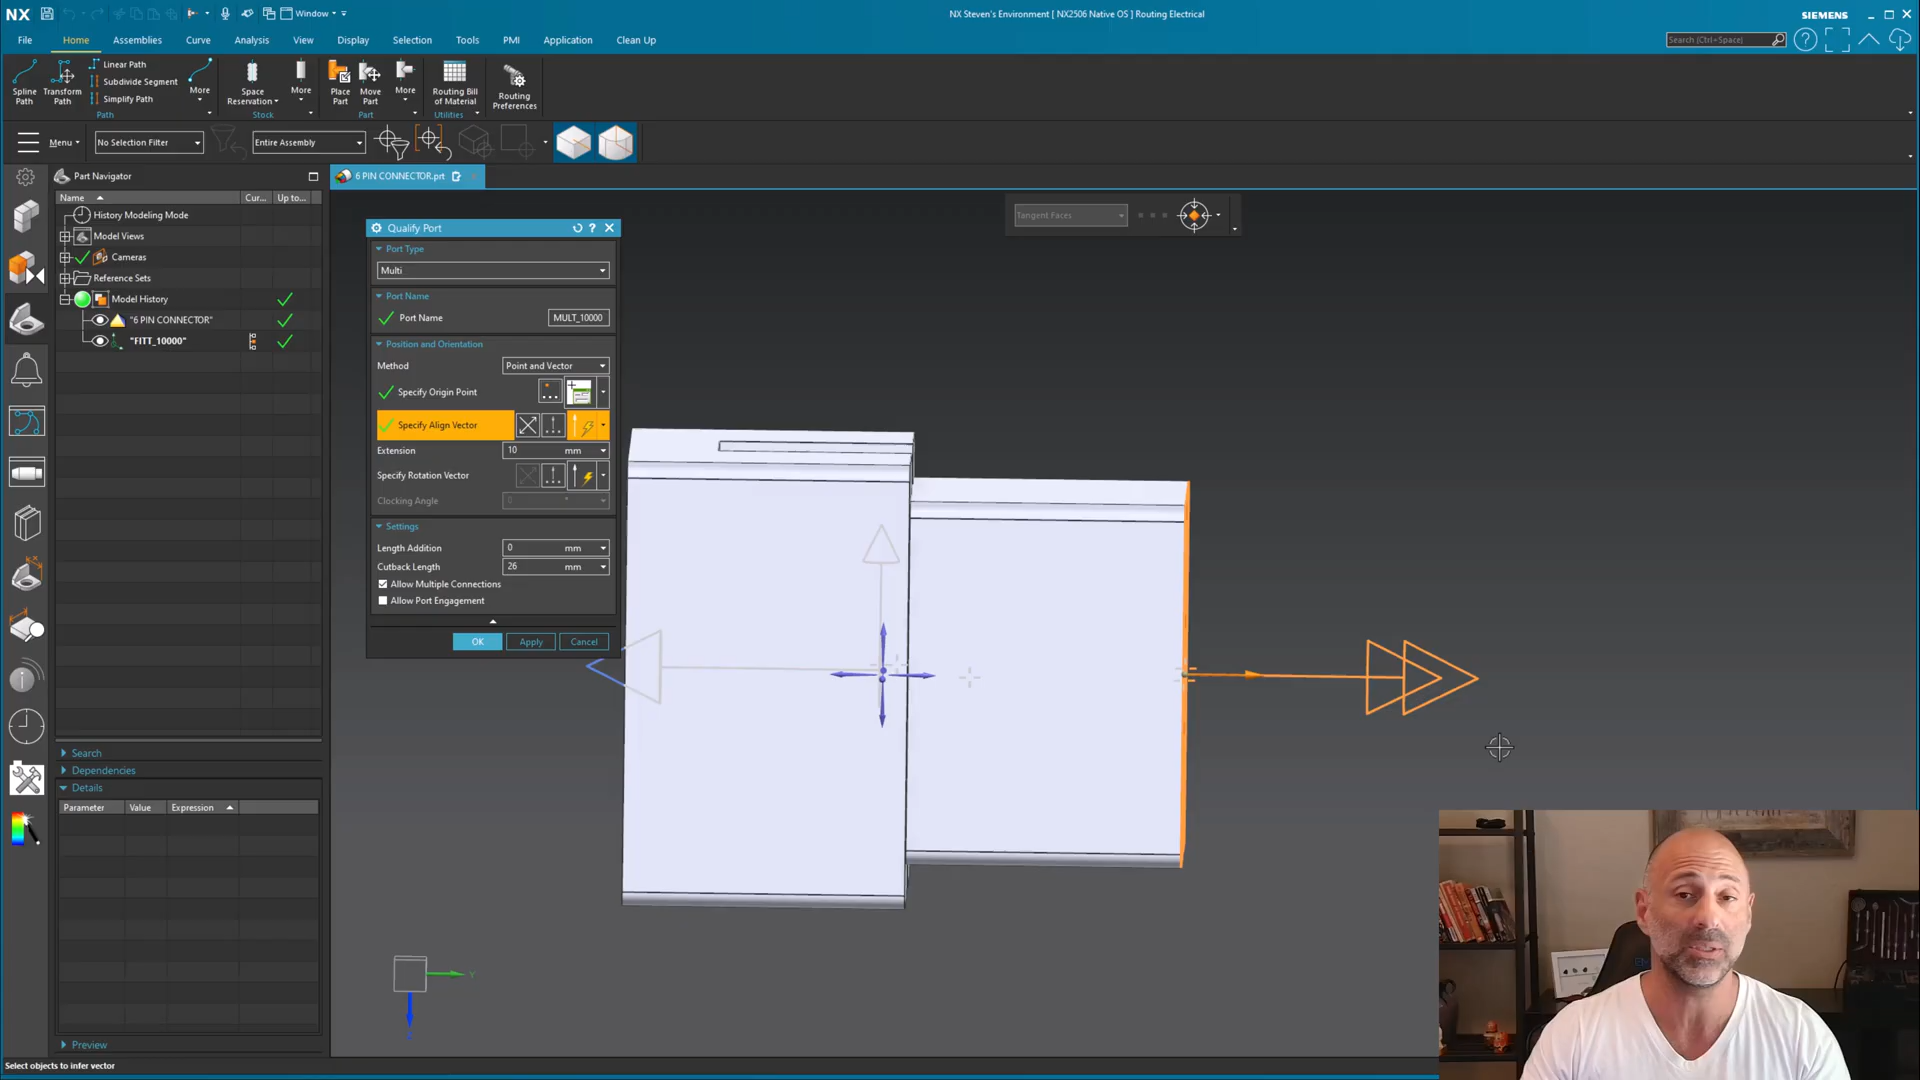 NX
Window
NX Steven's Environment [ NX2506 Native OS ] Routing Electrical
SIEMENS
File Home Assemblies Curve Analysis View Display Selection Tools PMI Application Clean Up
Search [Ctrl+Space]
Spline Path
Transform Path
Linear Path
Subdivide Segment
Simplify Path
More
Space Reservation
More
Place Part
Move Part
More
Routing Bill of Material
Routing Preferences
Path Stock Part Utilities
Menu
No Selection Filter
Entire Assembly
Part Navigator
6 PIN CONNECTOR.prt
Name Cur... Up to...
History Modeling Mode
Model Views
Cameras
Reference Sets
Model History
"6 PIN CONNECTOR"
"FITT_10000"
Tangent Faces
Qualify Port
Port Type
Multi
Port Name
Port Name MULT_10000
Position and Orientation
Method Point and Vector
Specify Origin Point
Specify Align Vector
Extension 10 mm
Specify Rotation Vector
Clocking Angle 0 °
Settings
Length Addition 0 mm
Cutback Length 26 mm
Allow Multiple Connections
Allow Port Engagement
OK Apply Cancel
Search
Dependencies
Details
Parameter Value Expression
Preview
Y
Select objects to infer vector